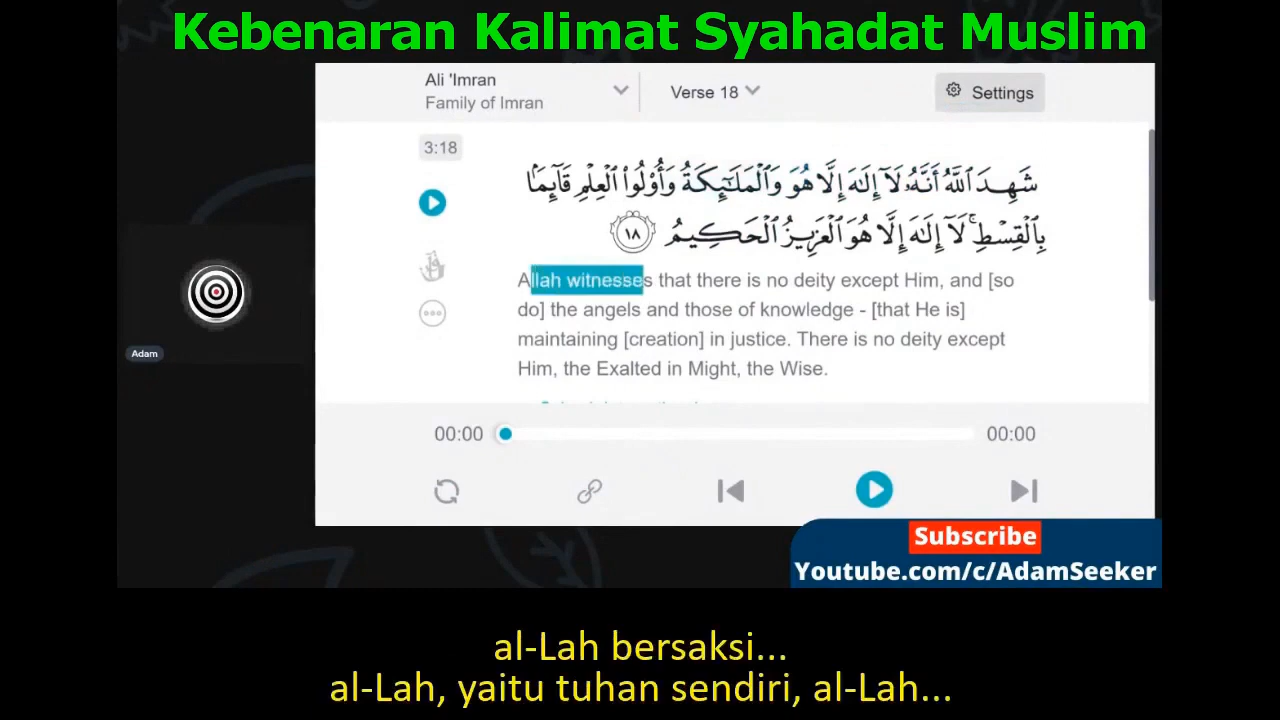 Kebenaran Kalimat Syahadat Muslim
Ali 'Imran
Family of Imran
Verse 18
Settings
3:18
شَهِدَ ٱللَّهُ أَنَّهُۥ لَآ إِلَٰهَ إِلَّا هُوَ وَٱلْمَلَٰٓئِكَةُ وَأُو۟لُوا۟ ٱلْعِلْمِ قَآئِمًۢا
بِٱلْقِسْطِ ۚ لَآ إِلَٰهَ إِلَّا هُوَ ٱلْعَزِيزُ ٱلْحَكِيمُ ١٨
Allah witnesses that there is no deity except Him, and [so
do] the angels and those of knowledge - [that He is]
maintaining [creation] in justice. There is no deity except
Him, the Exalted in Might, the Wise.
Adam
00:00
00:00
Subscribe
Youtube.com/c/AdamSeeker
al-Lah bersaksi...
al-Lah, yaitu tuhan sendiri, al-Lah...